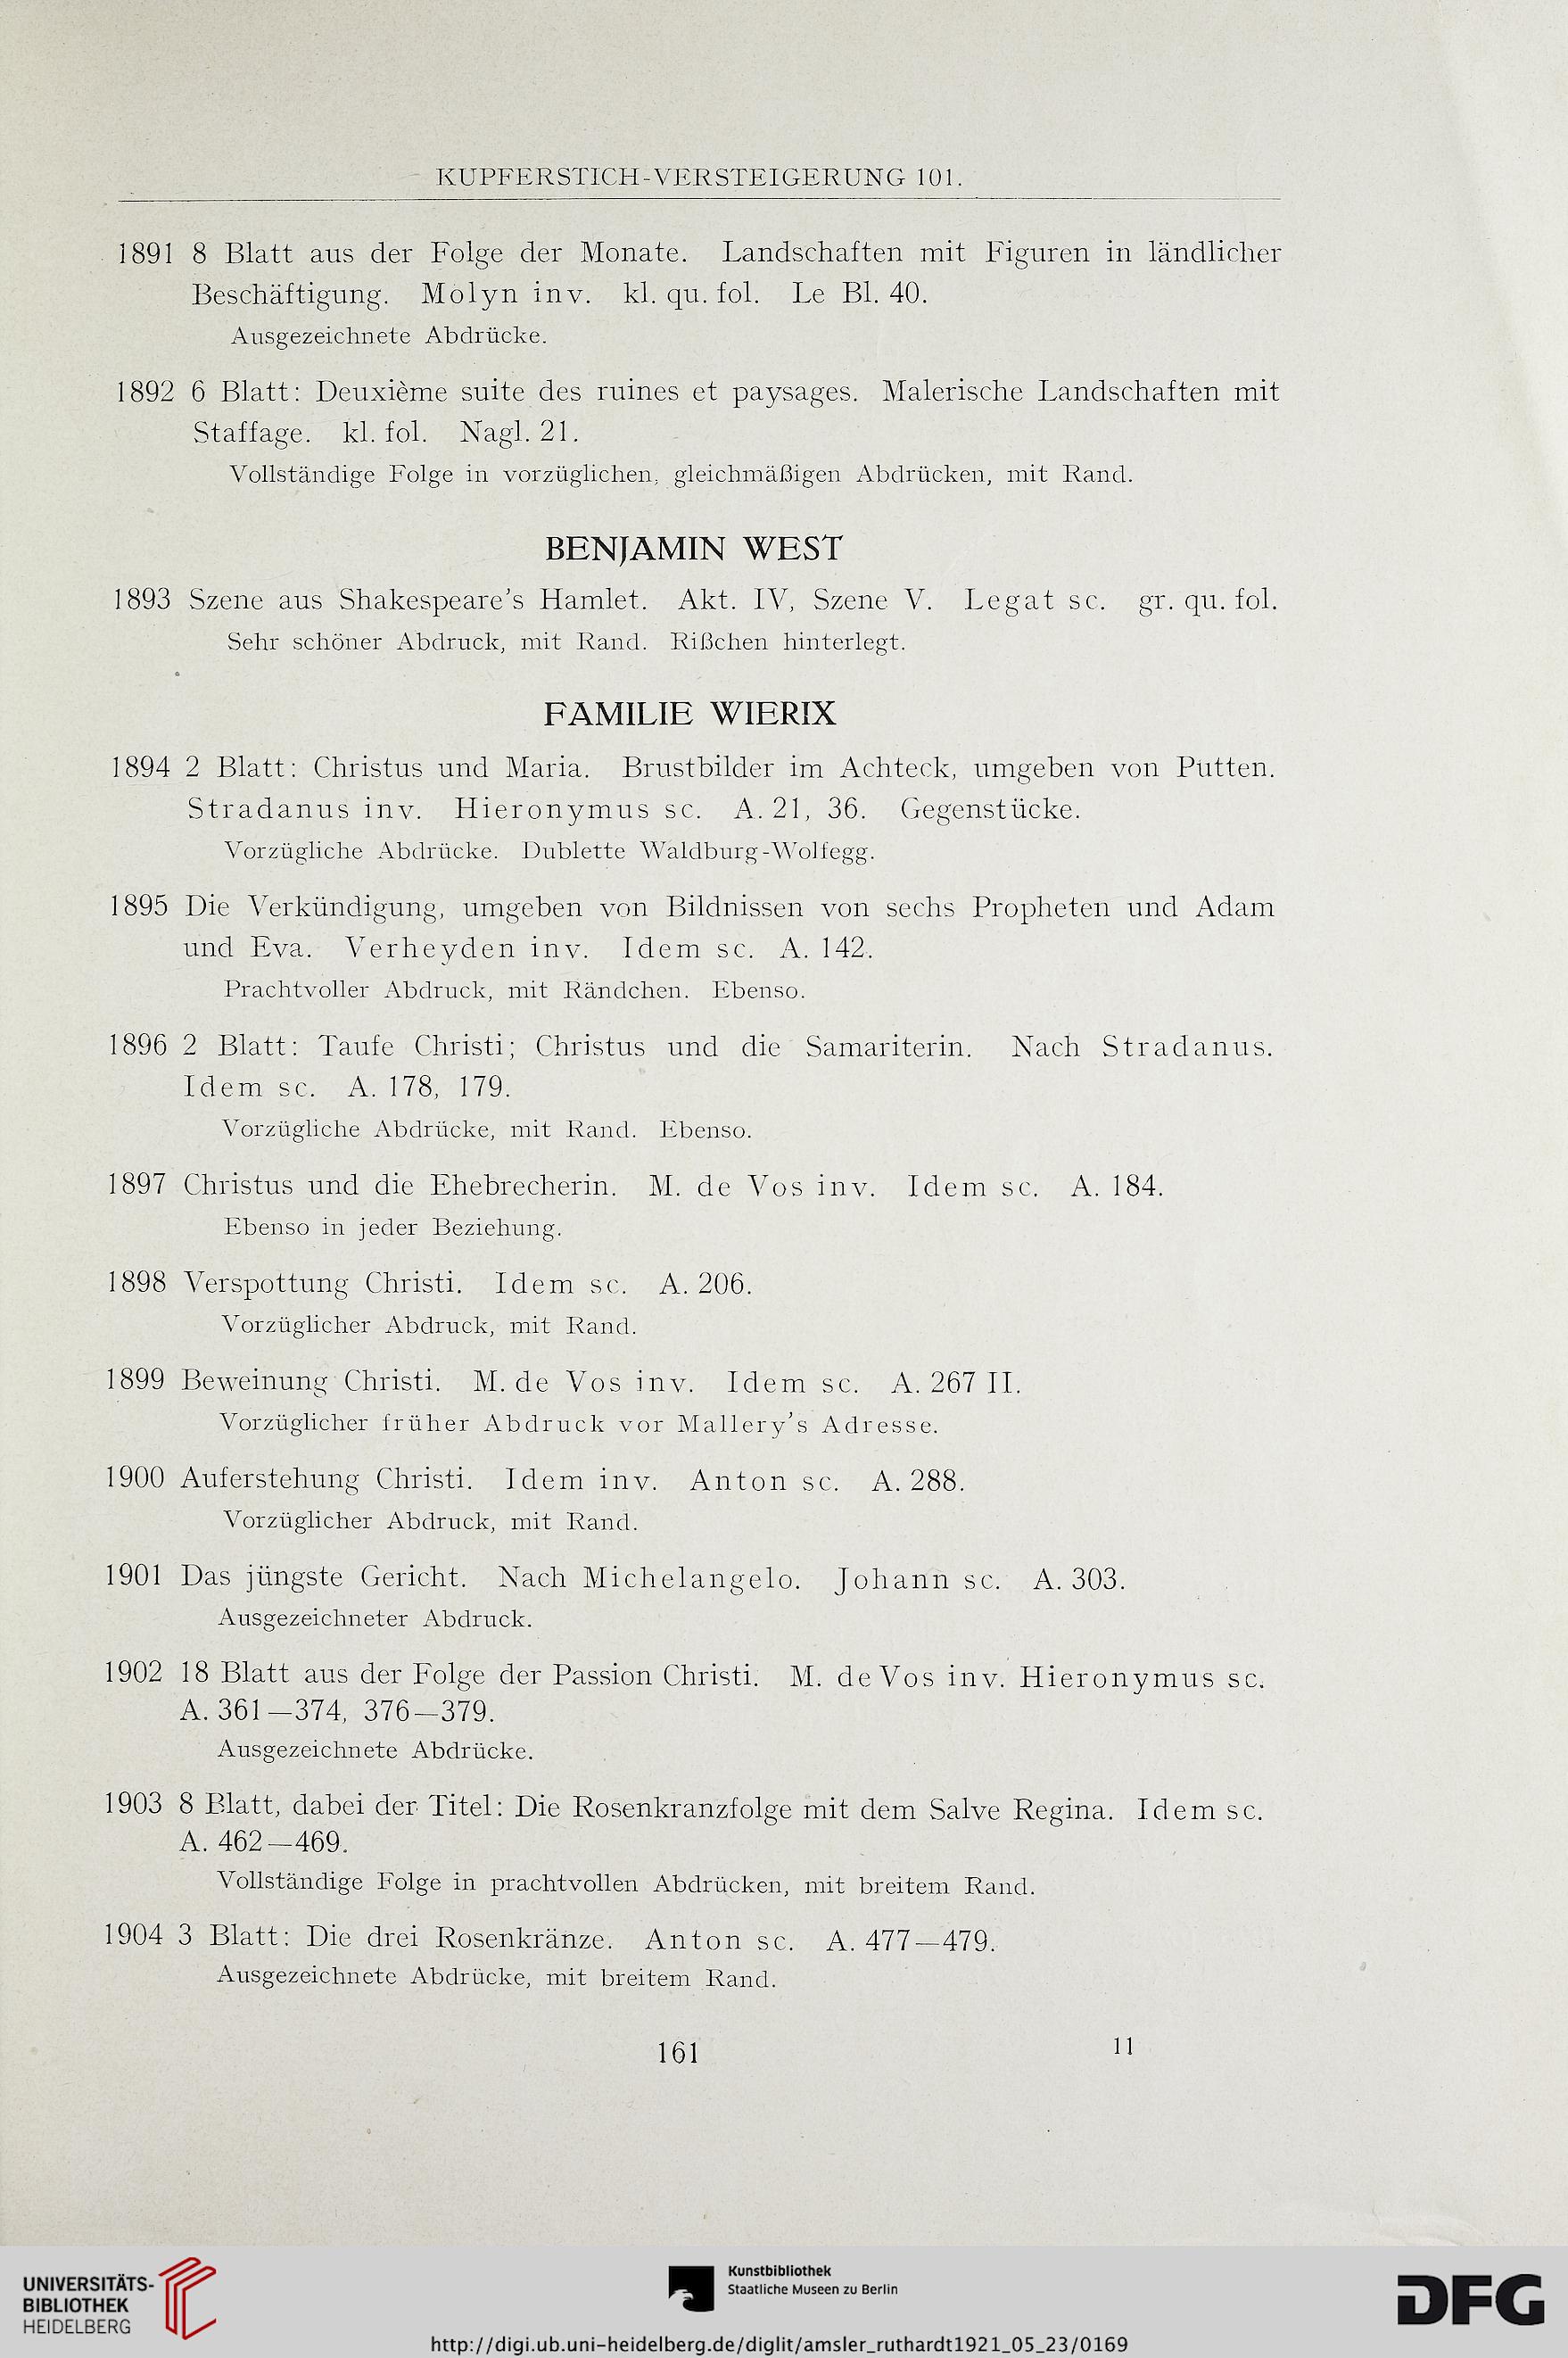 KUPFERSTICH-VERSTEIGERUNG 101.
1891 8 Blatt aus der Folge der Monate. Landschaften mit Figuren in ländlicher
Beschäftigung. Molyn inv. kl. qu. fol. Le Bl. 40.
Ausgezeichnete Abdrücke.
1892 6 Blatt: Deuxième suite des ruines et paysages. Malerische Landschaften mit
Staffage. kl. fol. Nagl. 21.
Vollständige Folge in vorzüglichen, gleichmäßigen Abdrücken, mit Rand.
BENJAMIN WEST
1893 Szene aus Shakespeare's Hamlet. Akt. IV, Szene V. Legat sc. gr. qu. fol.
Sehr schöner Abdruck, mit Rand. Rißchen hinterlegt.
FAMILIE WIERIX
1894 2 Blatt: Christus und Maria. Brustbilder im Achteck, umgeben von Putten.
Stradanus inv. Hieronymus sc. A. 21, 36. Gegenstücke.
Vorzügliche Abdrücke. Dublette Waldburg-Wolfegg.
1895 Die Verkündigung, umgeben von Bildnissen von sechs Propheten und Adam
und Eva. Verheyden inv. Idem sc. A. 142.
Prachtvoller Abdruck, mit Rändchen. Ebenso.
1896 2 Blatt: Taufe Christi; Christus und die Samariterin. Nach Stradanus.
Idem sc. A. 178, 179.
Vorzügliche Abdrücke, mit Rand. Ebenso.
1897 Christus und die Ehebrecherin. M. de Vos inv. Idem sc. A. 184.
Ebenso in jeder Beziehung.
1898 Verspottung Christi. Idem sc. A. 206.
Vorzüglicher Abdruck, mit Rand.
1899 Beweinung Christi. M. de Vos inv. Idem sc. A. 267 II.
Vorzüglicher früher Abdruck vor Mallery's Adresse.
1900 Auferstehung Christi. Idem inv. Anton sc. A. 288.
Vorzüglicher Abdruck, mit Rand.
1901 Das jüngste Gericht. Nach Michelangelo. Johann sc. A. 303.
Ausgezeichneter Abdruck.
1902 18 Blatt aus der Folge der Passion Christi. M. de Vos inv. Hieronymus sc.
A. 361—374, 376—379.
Ausgezeichnete Abdrücke.
1903 8 Blatt, dabei der Titel: Die Rosenkranzfolge mit dem Salve Regina. Idem sc.
A. 462—469.
Vollständige Folge in prachtvollen Abdrücken, mit breitem Rand.
1904 3 Blatt: Die drei Rosenkränze. Anton sc. A. 477—479.
Ausgezeichnete Abdrücke, mit breitem Rand.
161 11
UNIVERSITÄTS-
BIBLIOTHEK
HEIDELBERG
Kunstbibliothek
Staatliche Museen zu Berlin
DFG
http://digi.ub.uni-heidelberg.de/diglit/amsler_ruthardt1921_05_23/0169